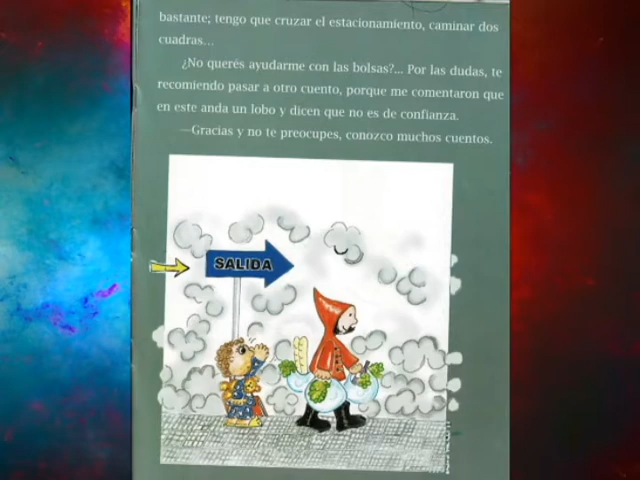 bastante; tengo que cruzar el estacionamiento, caminar dos
cuadras...
¿No querés ayudarme con las bolsas?... Por las dudas, te
recomiendo pasar a otro cuento, porque me comentaron que
en este anda un lobo y dicen que no es de confianza.
—Gracias y no te preocupes, conozco muchos cuentos.
SALIDA